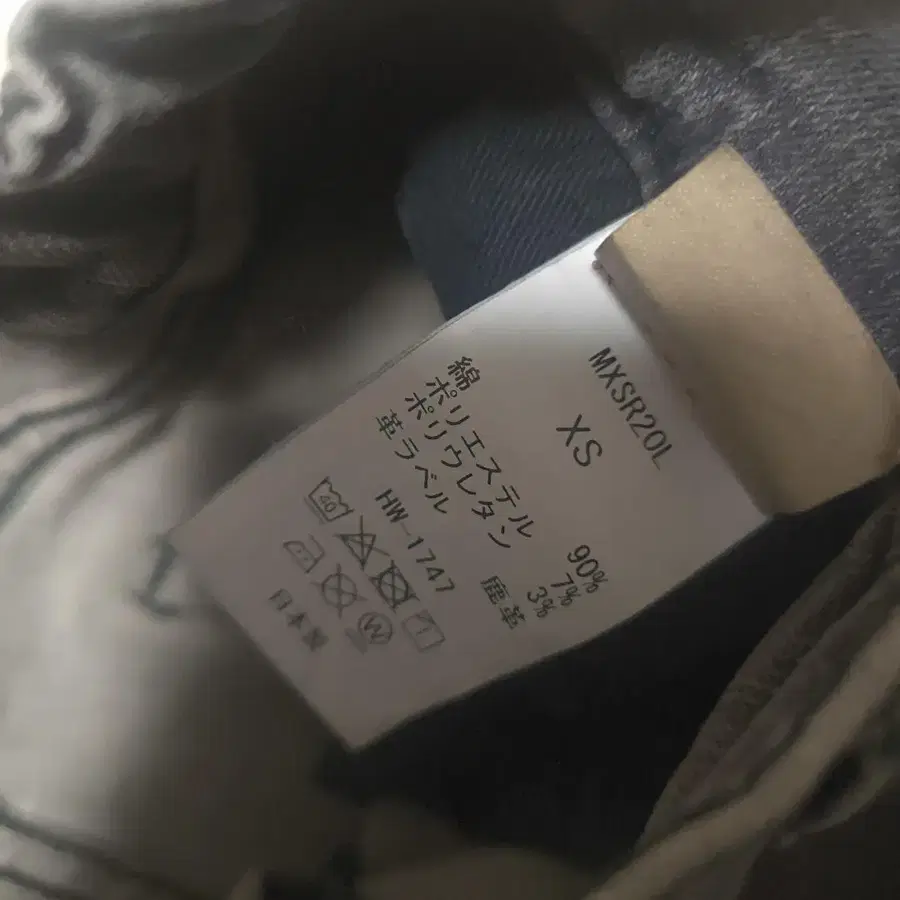 MXSR20L
XS
綿 90%
ポリエステル 7%
ポリウレタン 3%
革ラベル 鹿革
HW-1747
40
W
日本製